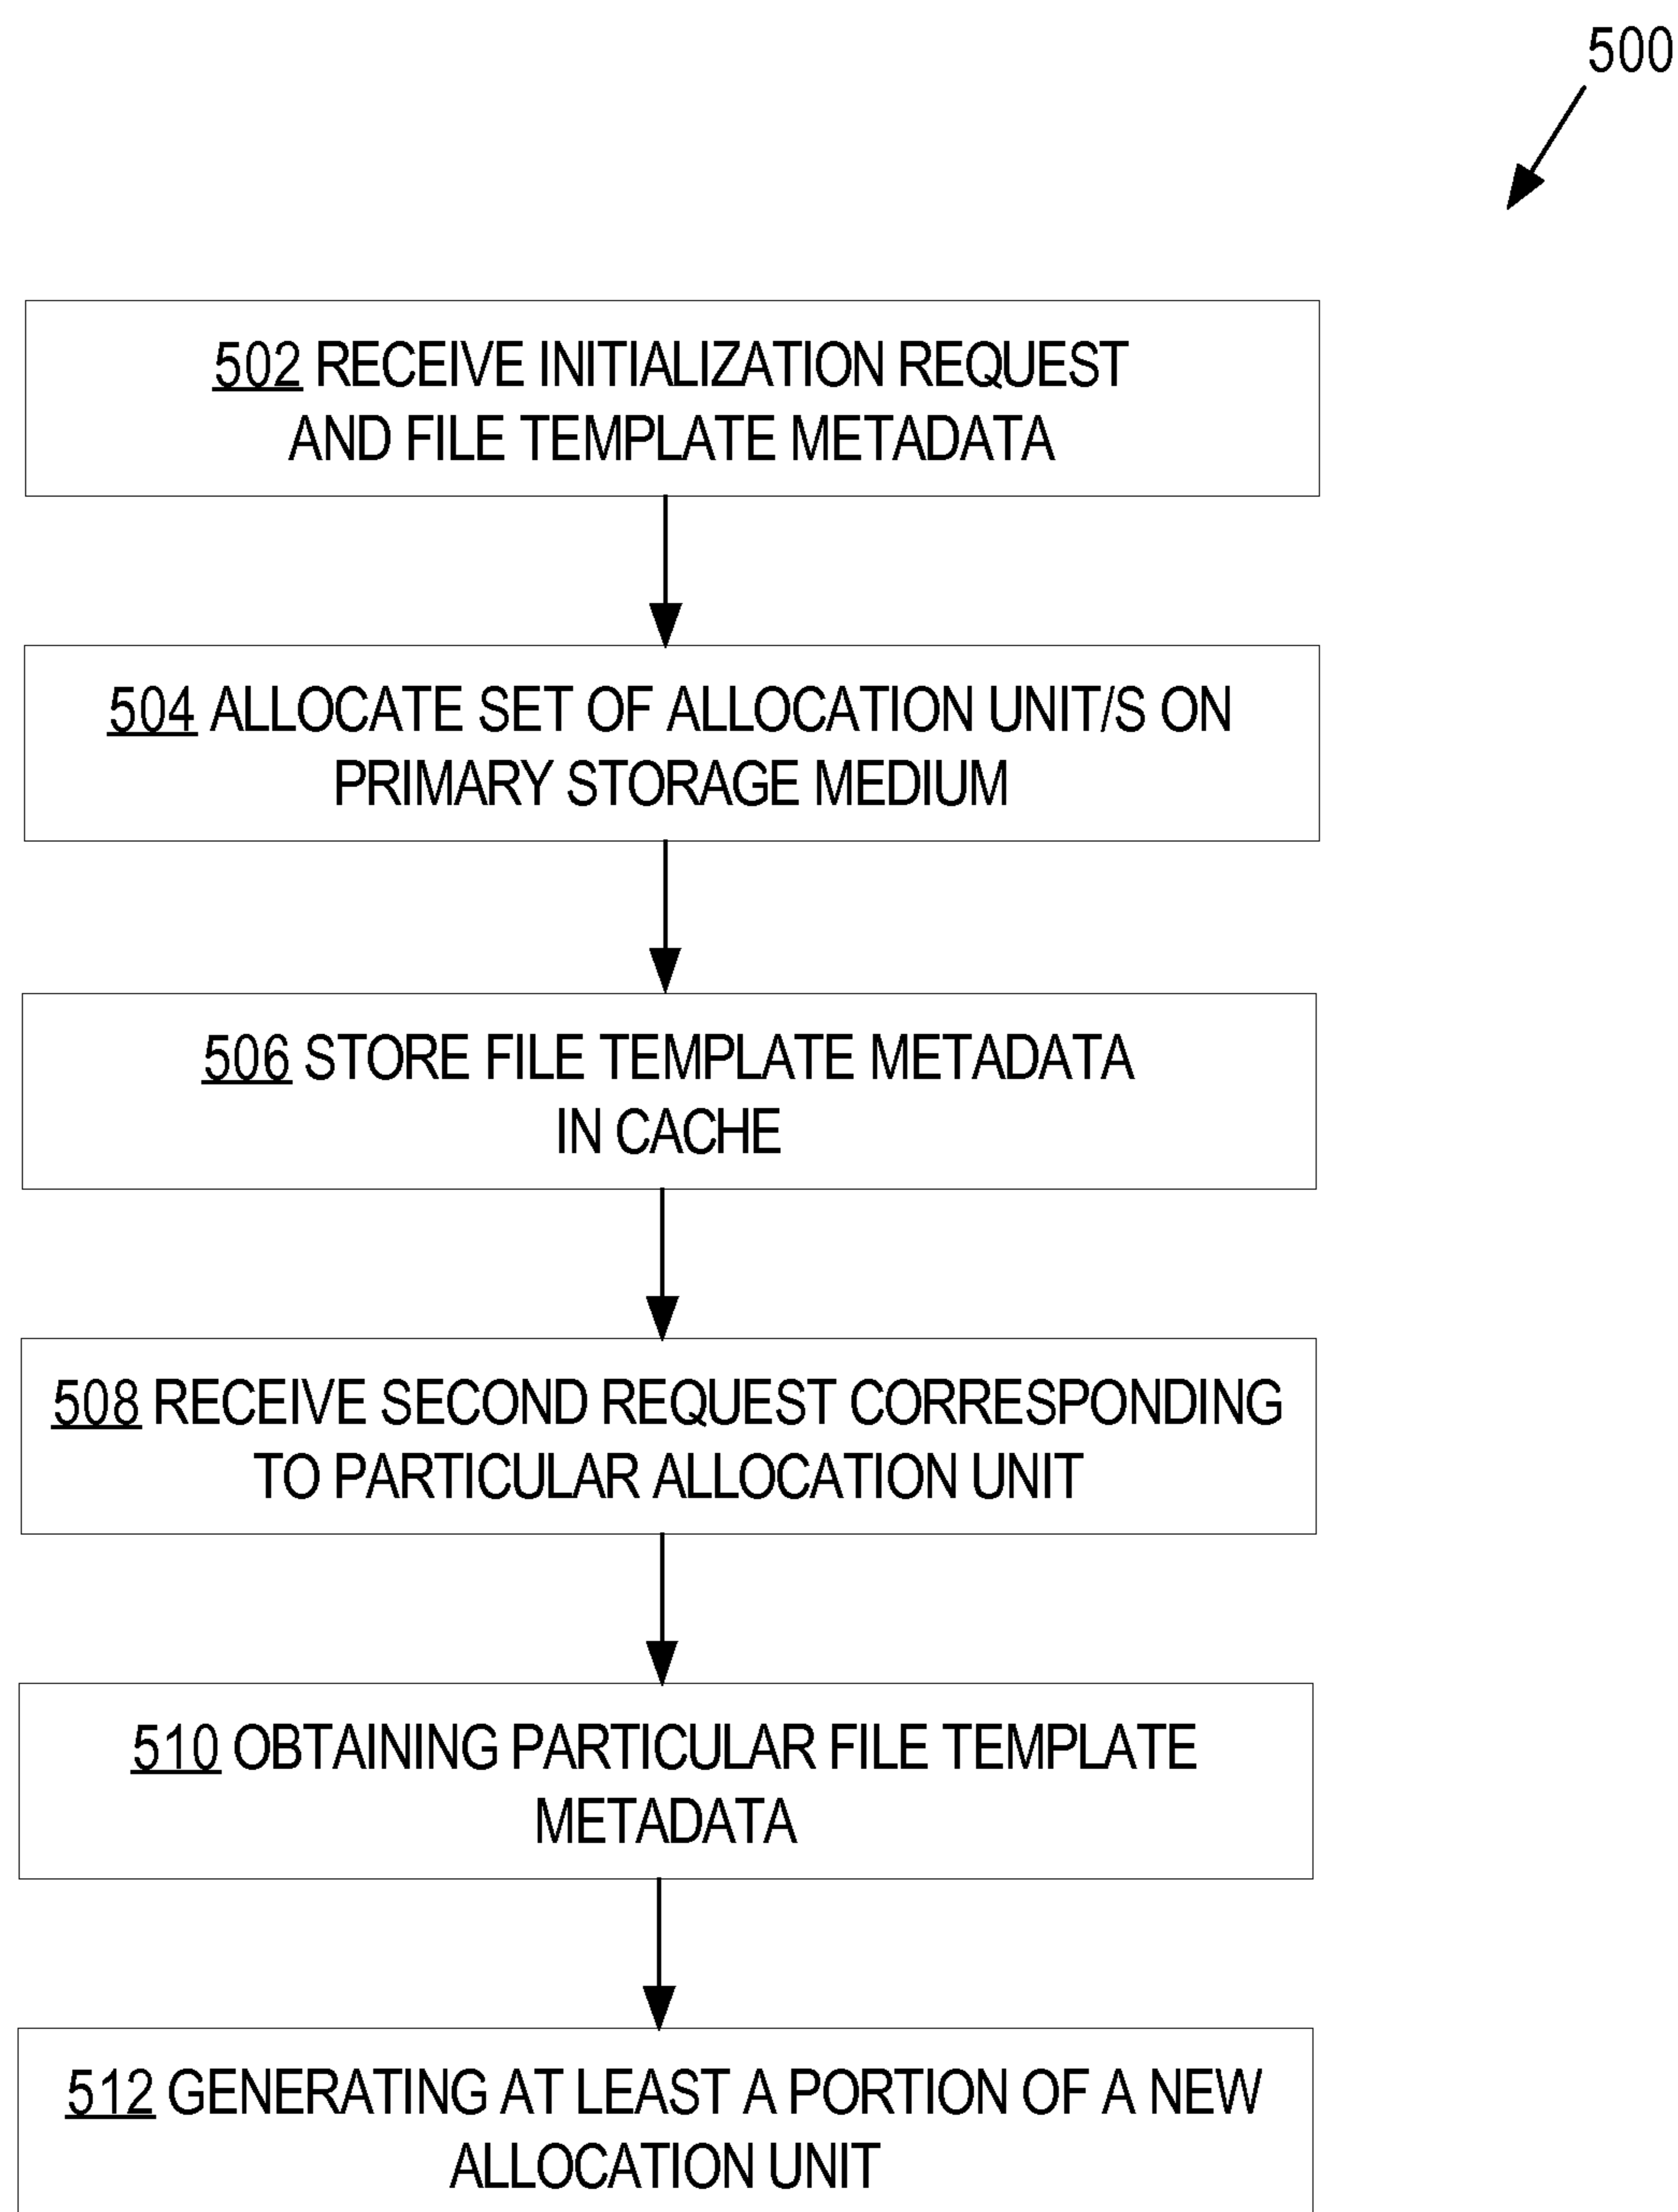 500
502 RECEIVE INITIALIZATION REQUEST
AND FILE TEMPLATE METADATA
504 ALLOCATE SET OF ALLOCATION UNIT/S ON
PRIMARY STORAGE MEDIUM
506 STORE FILE TEMPLATE METADATA
IN CACHE
508 RECEIVE SECOND REQUEST CORRESPONDING
TO PARTICULAR ALLOCATION UNIT
510 OBTAINING PARTICULAR FILE TEMPLATE
METADATA
512 GENERATING AT LEAST A PORTION OF A NEW
ALLOCATION UNIT